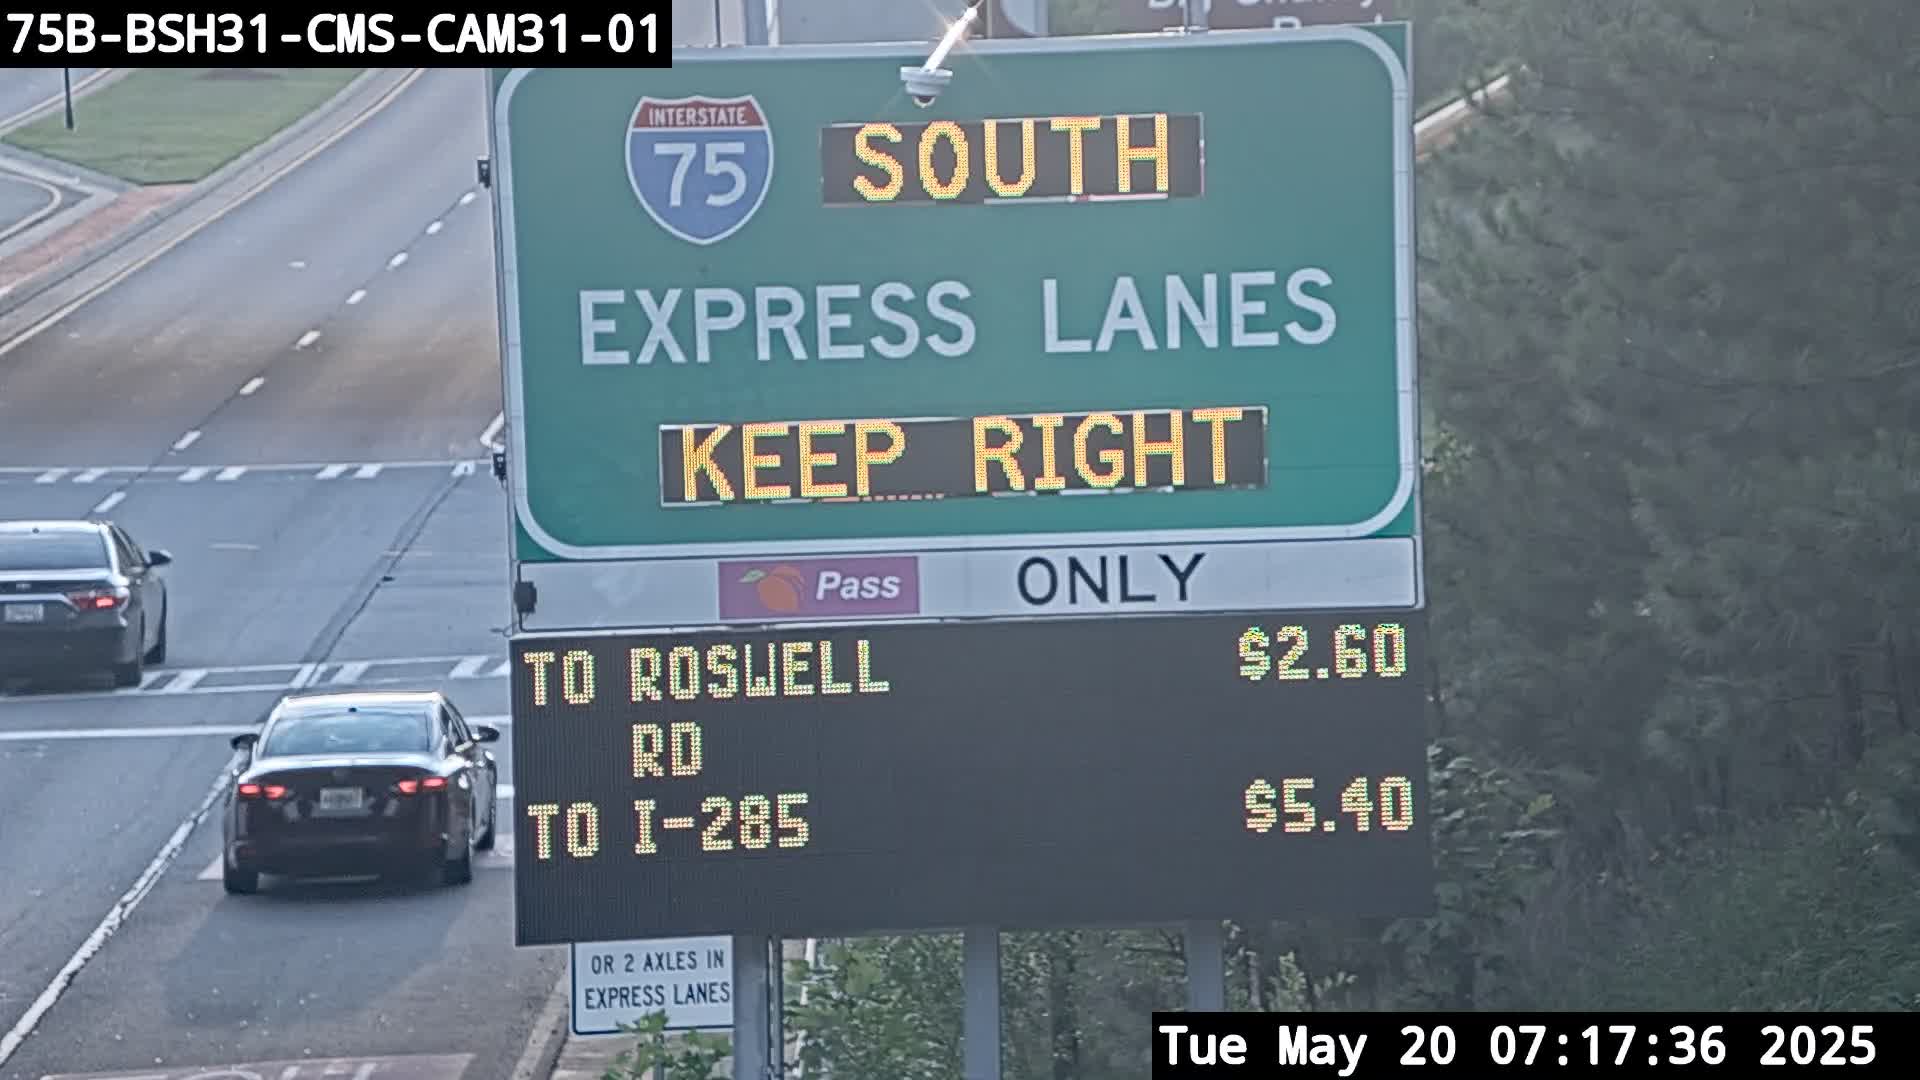 75B-BSH31-CMS-CAM31-01
INTERSTATE
75
SOUTH
EXPRESS LANES
KEEP RIGHT
Pass ONLY
TO ROSWELL $2.60
RD
TO I-285 $5.40
OR 2 AXLES IN
EXPRESS LANES
Tue May 20 07:17:36 2025